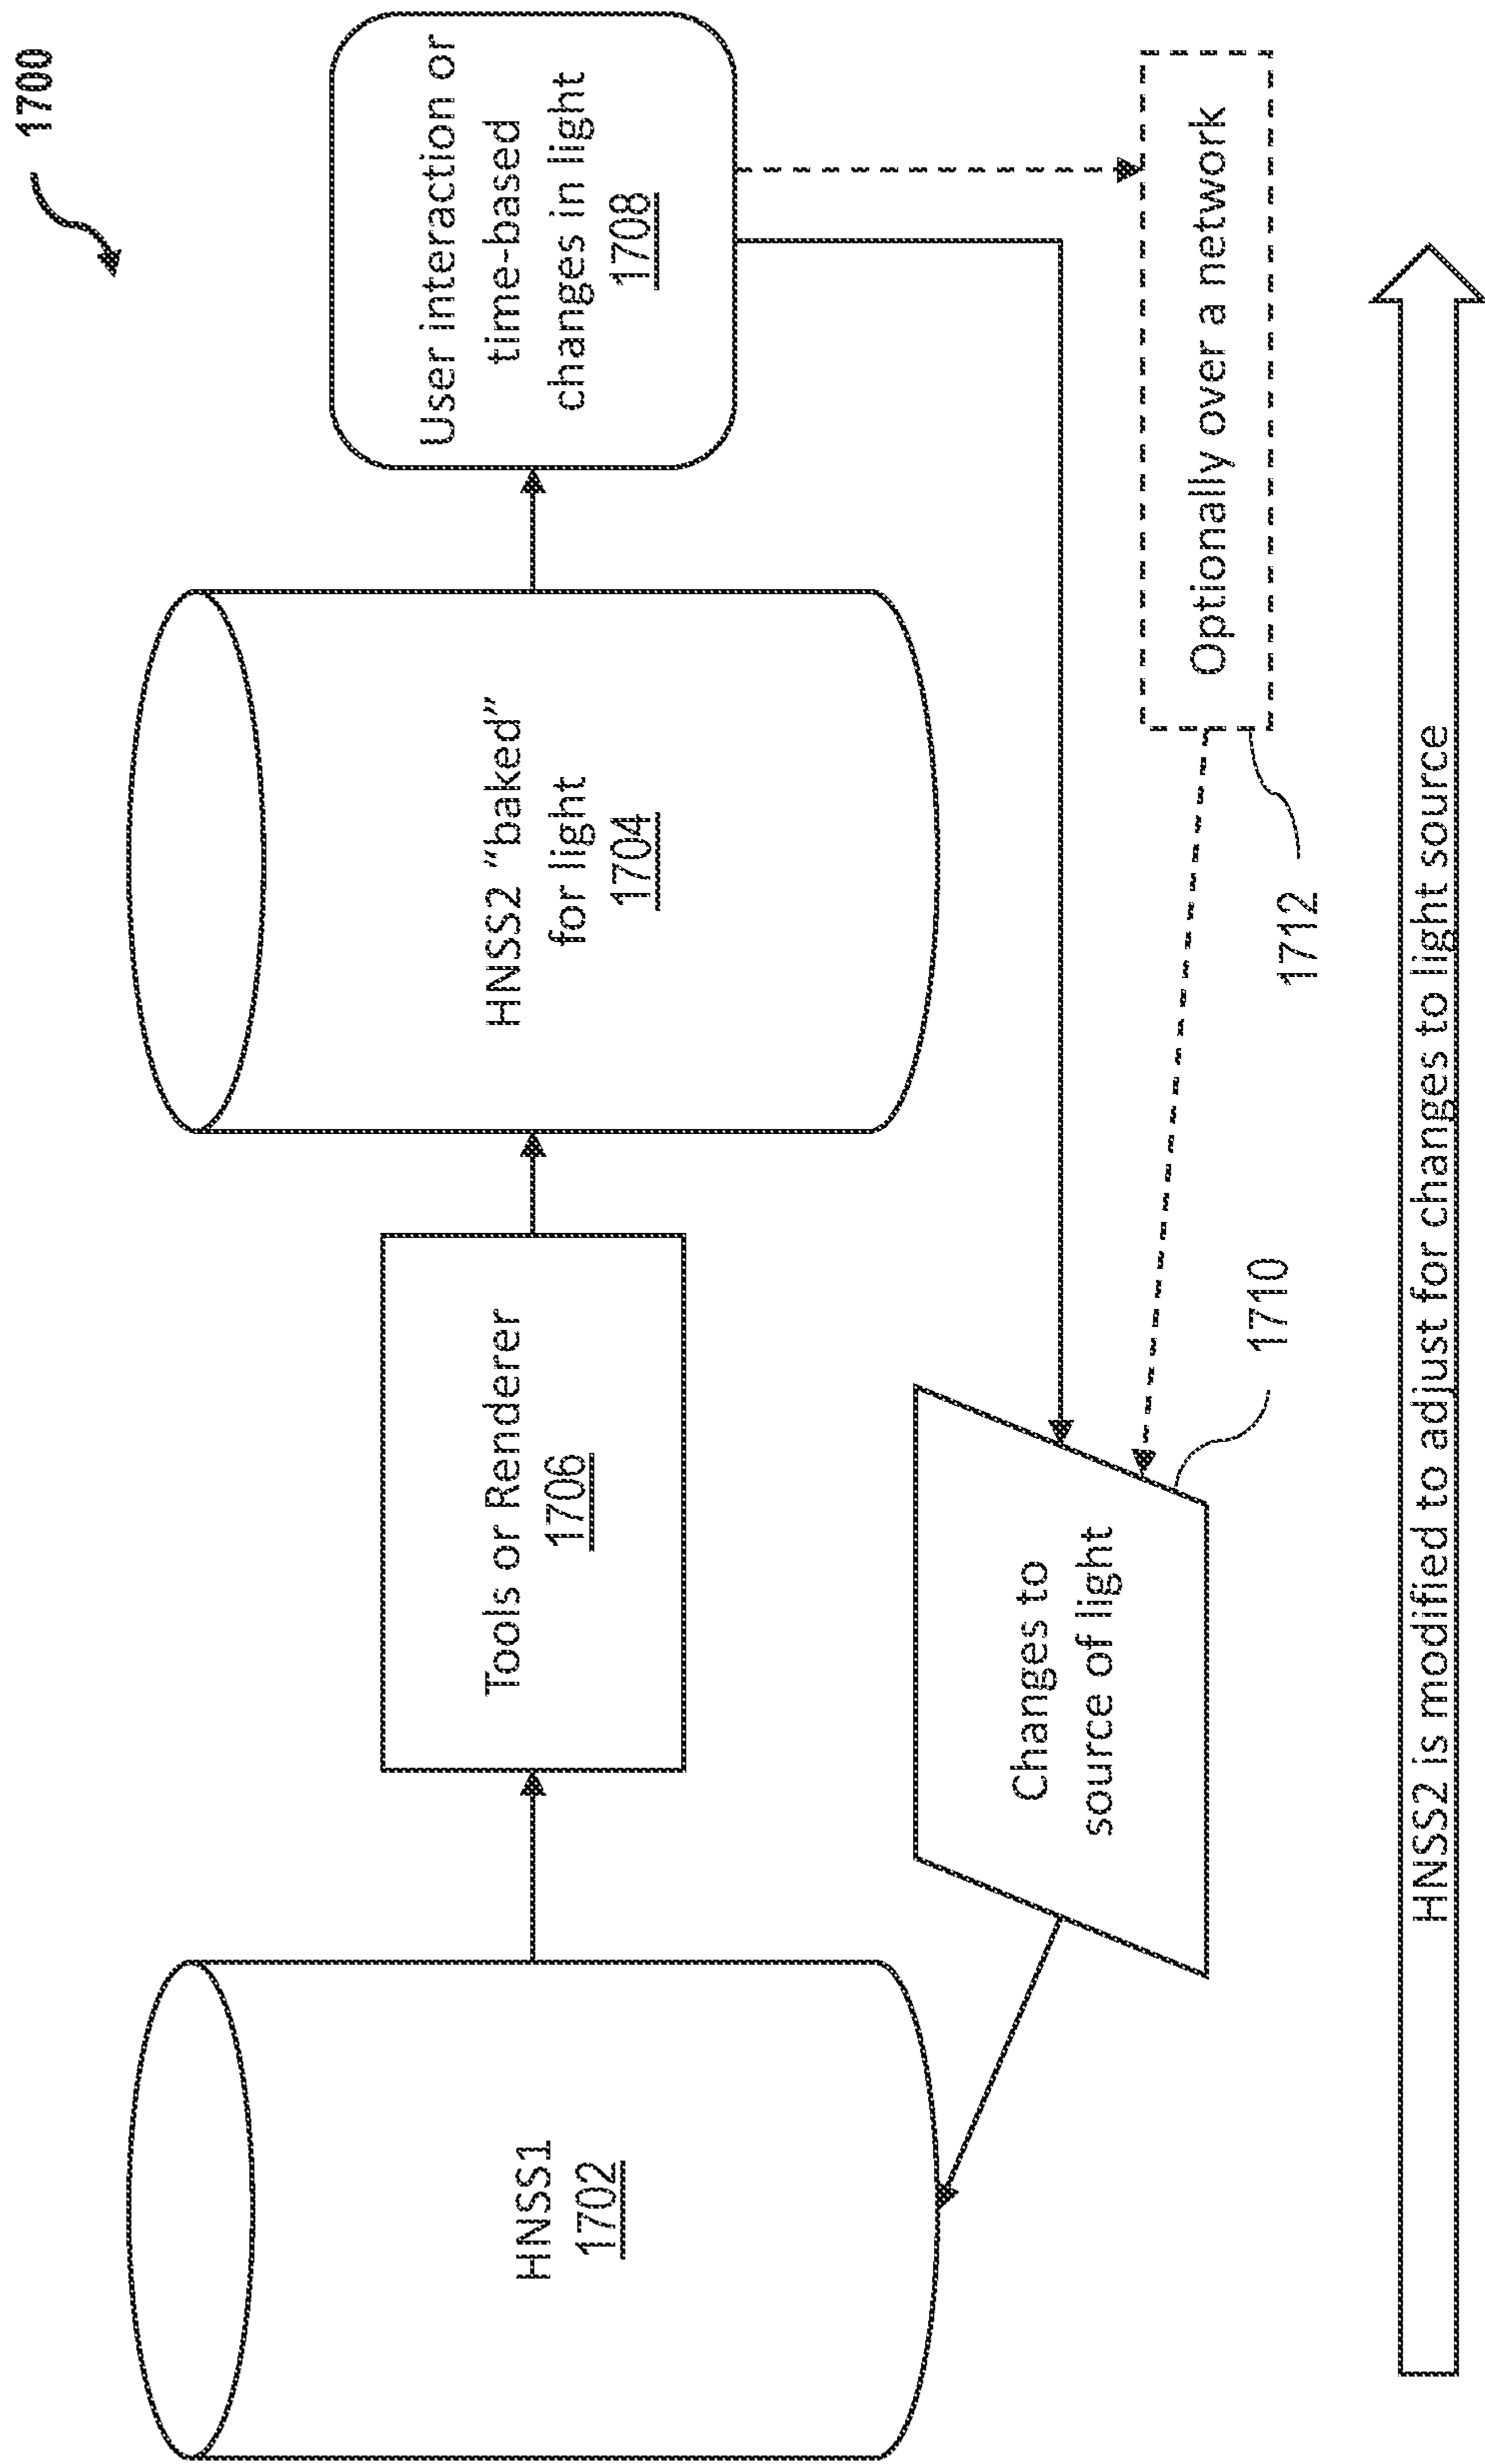 1700
HNSS1
1702
Tools or Renderer
1706
HNSS2 “baked”
for light
1704
User interaction or
time-based
changes in light
1708
Changes to
source of light
1710
Optionally over a network
1712
HNSS2 is modified to adjust for changes to light source